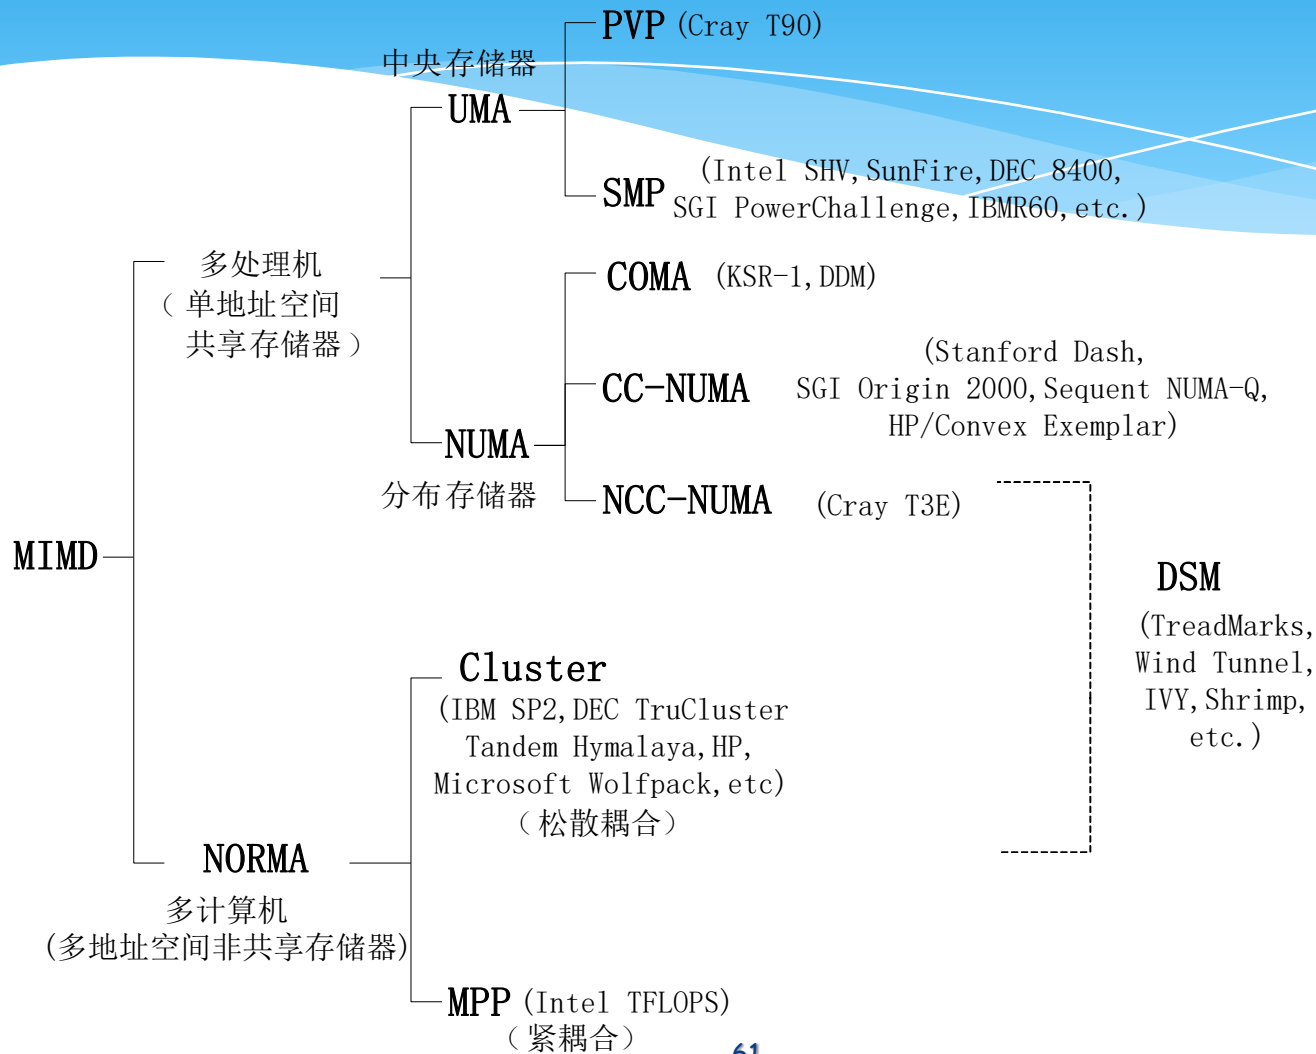 PVP (Cray T90)
中央存储器
UMA
SMP (Intel SHV,SunFire,DEC 8400,
SGI PowerChallenge,IBMR60,etc.)
多处理机
（单地址空间
共享存储器）
COMA (KSR-1,DDM)
CC-NUMA (Stanford Dash,
SGI Origin 2000,Sequent NUMA-Q,
HP/Convex Exemplar)
NUMA
分布存储器
NCC-NUMA (Cray T3E)
MIMD
DSM
(TreadMarks,
Wind Tunnel,
IVY,Shrimp,
etc.)
Cluster
(IBM SP2,DEC TruCluster
Tandem Hymalaya,HP,
Microsoft Wolfpack,etc)
（松散耦合）
NORMA
多计算机
(多地址空间非共享存储器)
MPP (Intel TFLOPS)
（紧耦合）
61